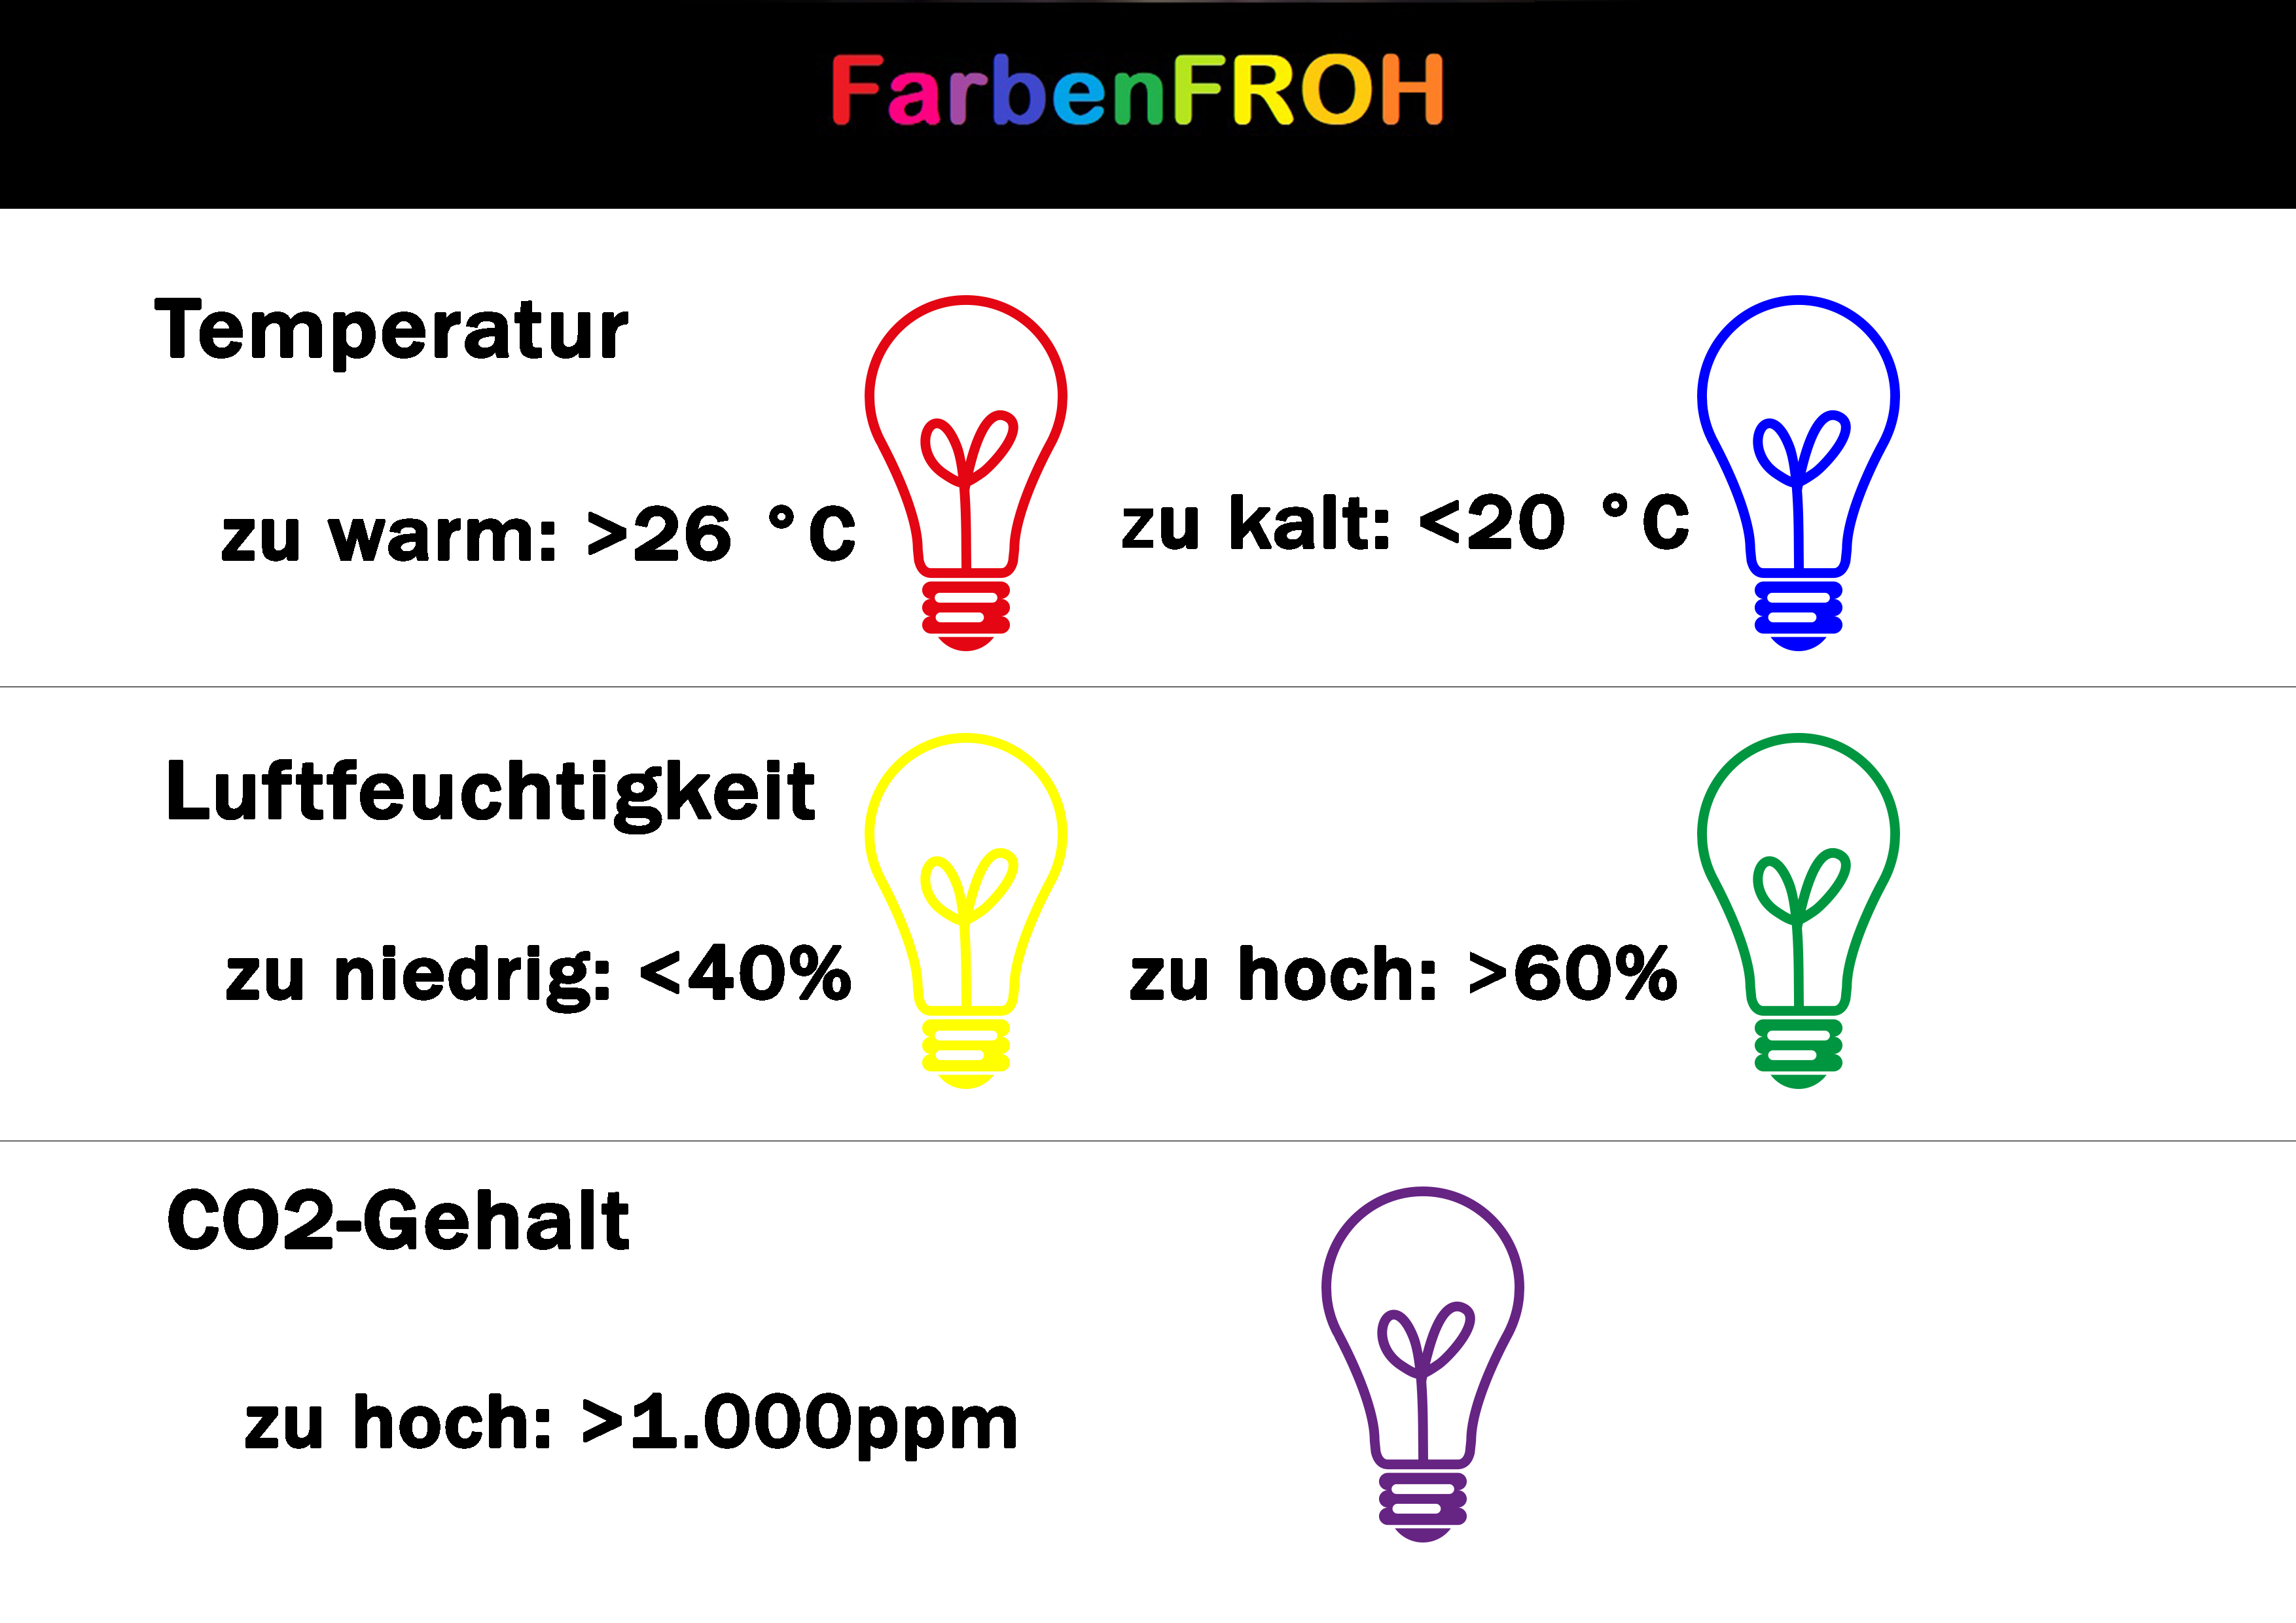 FarbenFROH
Temperatur
zu warm: >26 °C
zu kalt: <20 °C
Luftfeuchtigkeit
zu niedrig: <40%
zu hoch: >60%
CO2-Gehalt
zu hoch: >1.000ppm